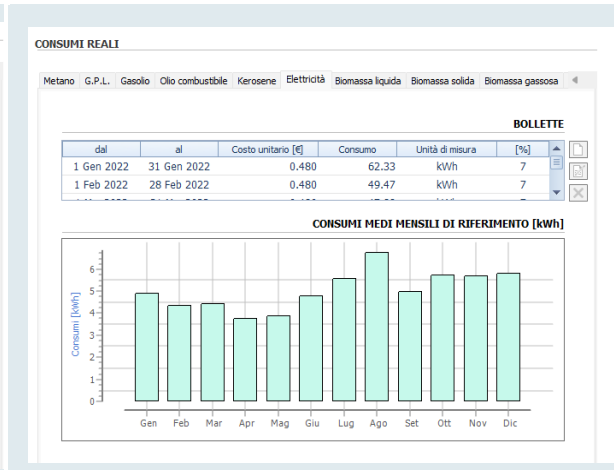 CONSUMI REALI
Metano G.P.L. Gasolio Olio combustibile Kerosene Elettricità Biomassa liquida Biomassa solida Biomassa gassosa
BOLLETTE
dal al Costo unitario [€] Consumo Unità di misura [%]
1 Gen 2022 31 Gen 2022 0.480 62.33 kWh 7
1 Feb 2022 28 Feb 2022 0.480 49.47 kWh 7
CONSUMI MEDI MENSILI DI RIFERIMENTO [kWh]
Consumi [kWh]
6
5
4
3
2
1
0
Gen Feb Mar Apr Mag Giu Lug Ago Set Ott Nov Dic